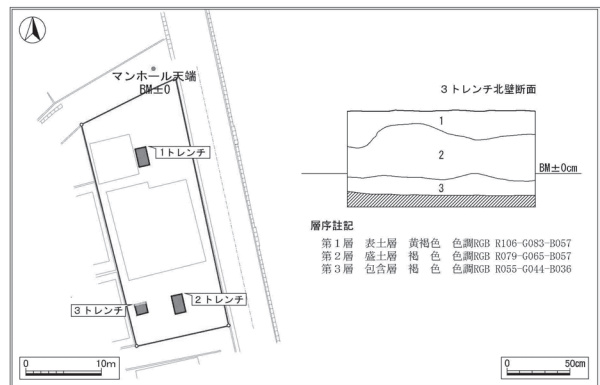 マンホール天端
BM±0
1トレンチ
2トレンチ
3トレンチ
0 10m
3トレンチ北壁断面
1
2
3
BM±0cm
層序註記
第1層 表土層 黄褐色 色調RGB R106-G083-B057
第2層 盛土層 褐 色 色調RGB R079-G065-B057
第3層 包含層 褐 色 色調RGB R055-G044-B036
0 50cm